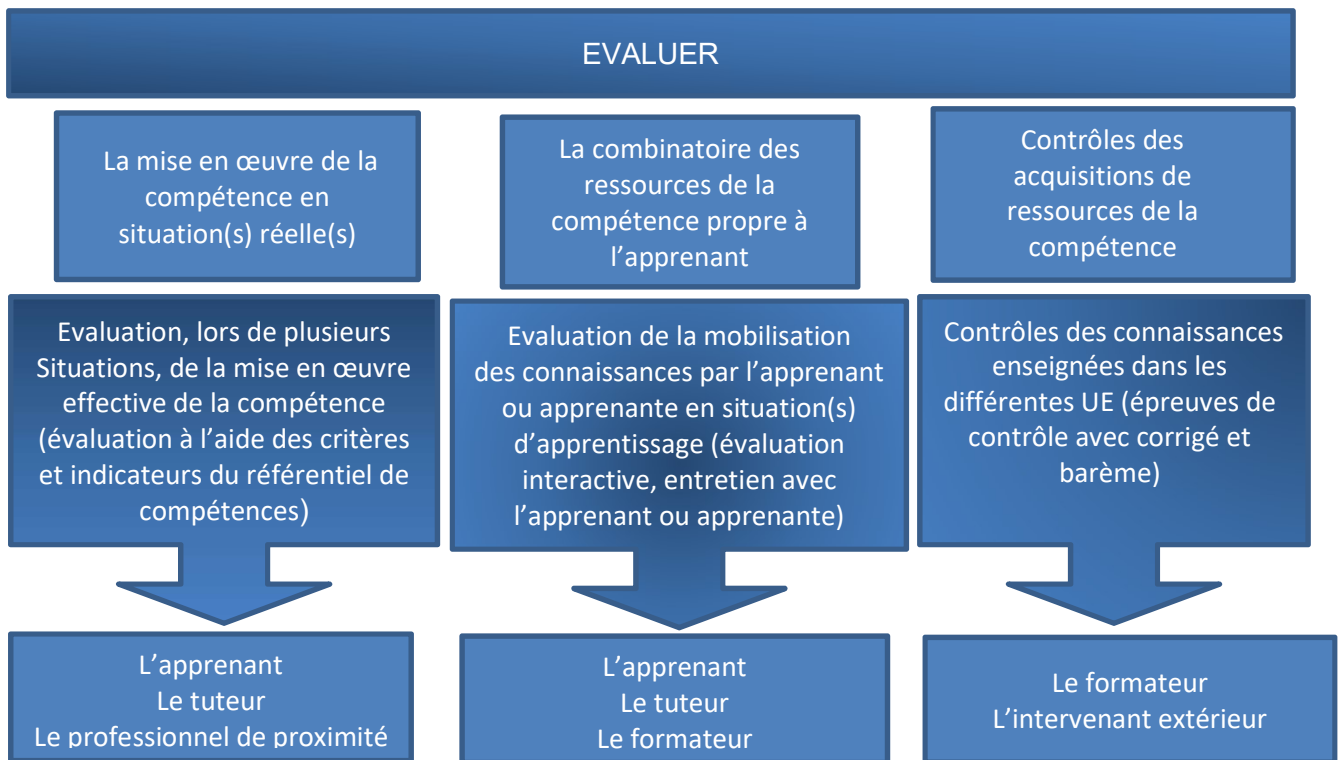 EVALUER
La mise en œuvre de la
compétence en
situation(s) réelle(s)
La combinatoire des
ressources de la
compétence propre à
l’apprenant
Contrôles des
acquisitions de
ressources de la
compétence
Evaluation, lors de plusieurs
Situations, de la mise en œuvre
effective de la compétence
(évaluation à l’aide des critères
et indicateurs du référentiel de
compétences)
Evaluation de la mobilisation
des connaissances par l’apprenant
ou apprenante en situation(s)
d’apprentissage (évaluation
interactive, entretien avec
l’apprenant ou apprenante)
Contrôles des connaissances
enseignées dans les
différentes UE (épreuves de
contrôle avec corrigé et
barème)
L’apprenant
Le tuteur
Le professionnel de proximité
L’apprenant
Le tuteur
Le formateur
Le formateur
L’intervenant extérieur